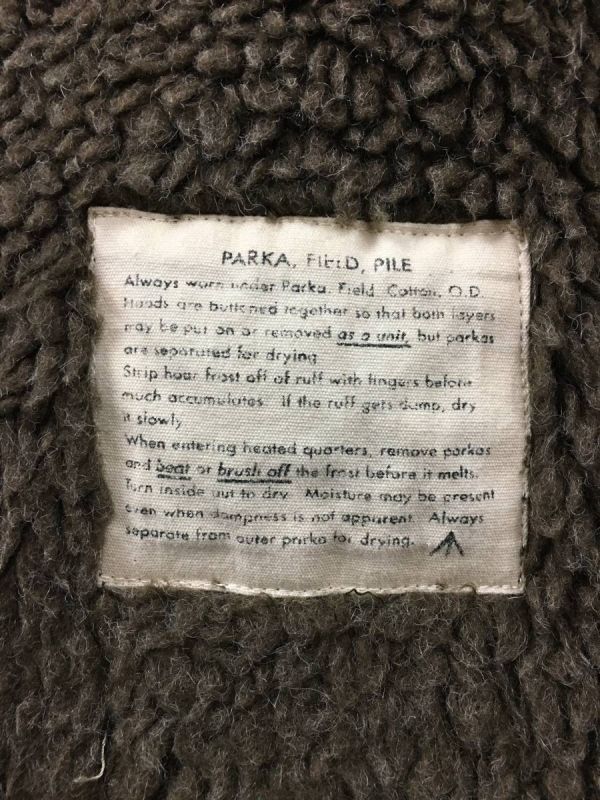 PARKA, FIELD, PILE
Always worn under Parka, Field Cotton, O.D.
Hoods are buttoned together so that both layers
may be put on or removed as a unit, but parkas
are separated for drying
Strip hoar frost off of ruff with fingers before
much accumulates. If the ruff gets damp, dry
it slowly
When entering heated quarters, remove parkas
and beat or brush off the frost before it melts.
Turn inside out to dry. Moisture may be present
even when dampness is not apparent. Always
separate from outer parka for drying.